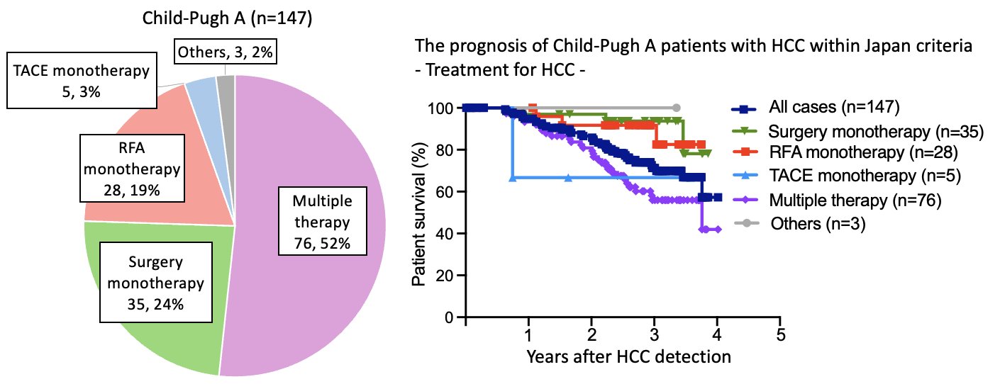 Child-Pugh A (n=147)
Others, 3, 2%
TACE monotherapy
5, 3%
RFA
monotherapy
28, 19%
Multiple
therapy
76, 52%
Surgery
monotherapy
35, 24%
The prognosis of Child-Pugh A patients with HCC within Japan criteria
- Treatment for HCC -
Patient survival (%)
100
80
60
40
20
0
1
2
3
4
5
Years after HCC detection
All cases (n=147)
Surgery monotherapy (n=35)
RFA monotherapy (n=28)
TACE monotherapy (n=5)
Multiple therapy (n=76)
Others (n=3)